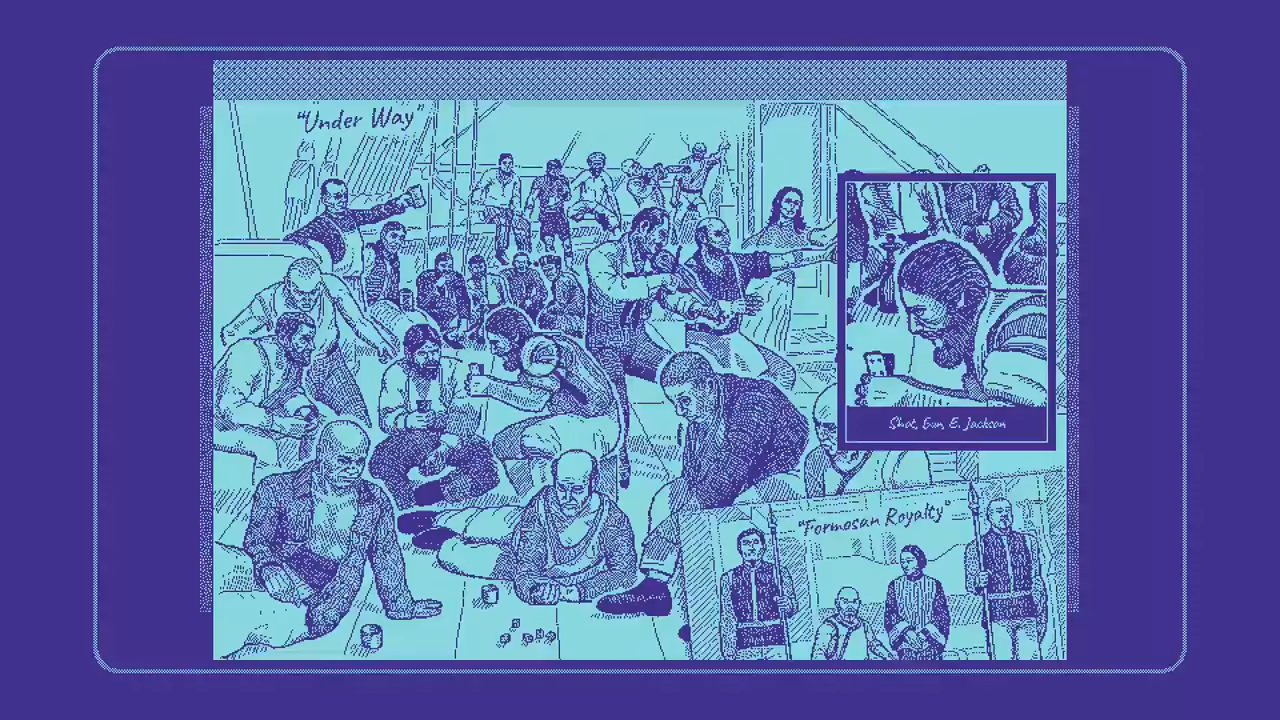 "Under Way"
Shot, Gun, E. Jackson
"Formosan Royalty"